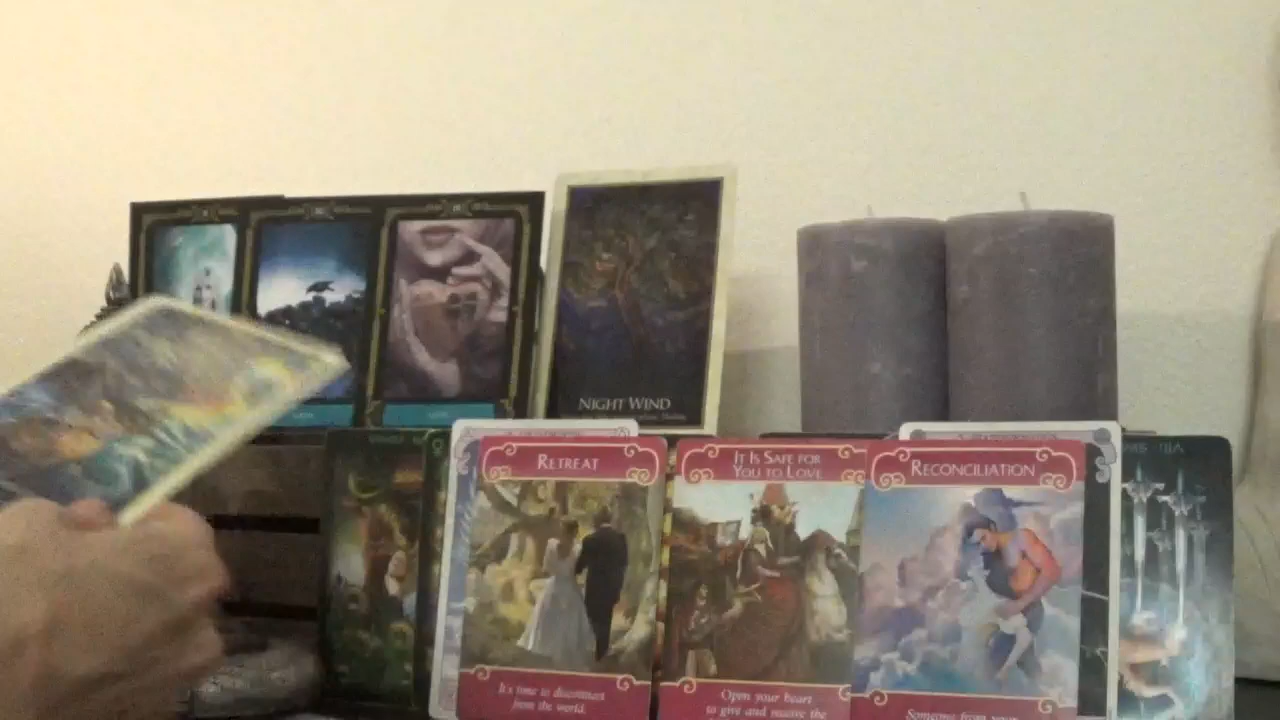 NIGHT WIND
RETREAT
IT IS SAFE FOR
YOU TO LOVE
RECONCILIATION
It's time to disconnect
from the world.
Open your heart
to give and receive the
Someone from your